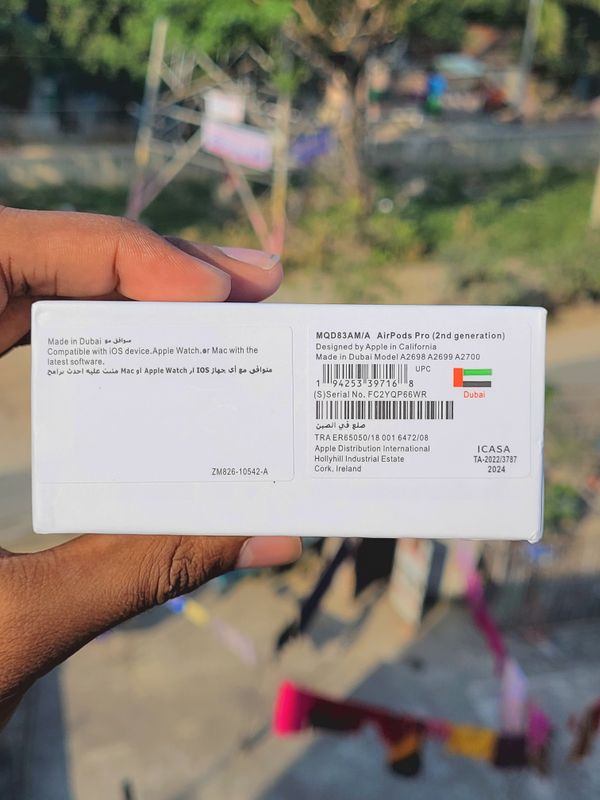 Made in Dubai موافق مع
Compatible with iOS device.Apple Watch.or Mac with the
latest software.
متوافق مع أي جهاز IOS ار Apple Watch أو Mac مثبت عليه احدث برامج
ZM826-10542-A
MQD83AM/A AirPods Pro (2nd generation)
Designed by Apple in California
Made in Dubai Model A2698 A2699 A2700
UPC
1 94253 39716 8
Dubai
(S)Serial No. FC2YQP66WR
صلع في الصين
TRA ER65050/18 001 6472/08
Apple Distribution International
Hollyhill Industrial Estate
Cork, Ireland
ICASA
TA-2022/3787
2024